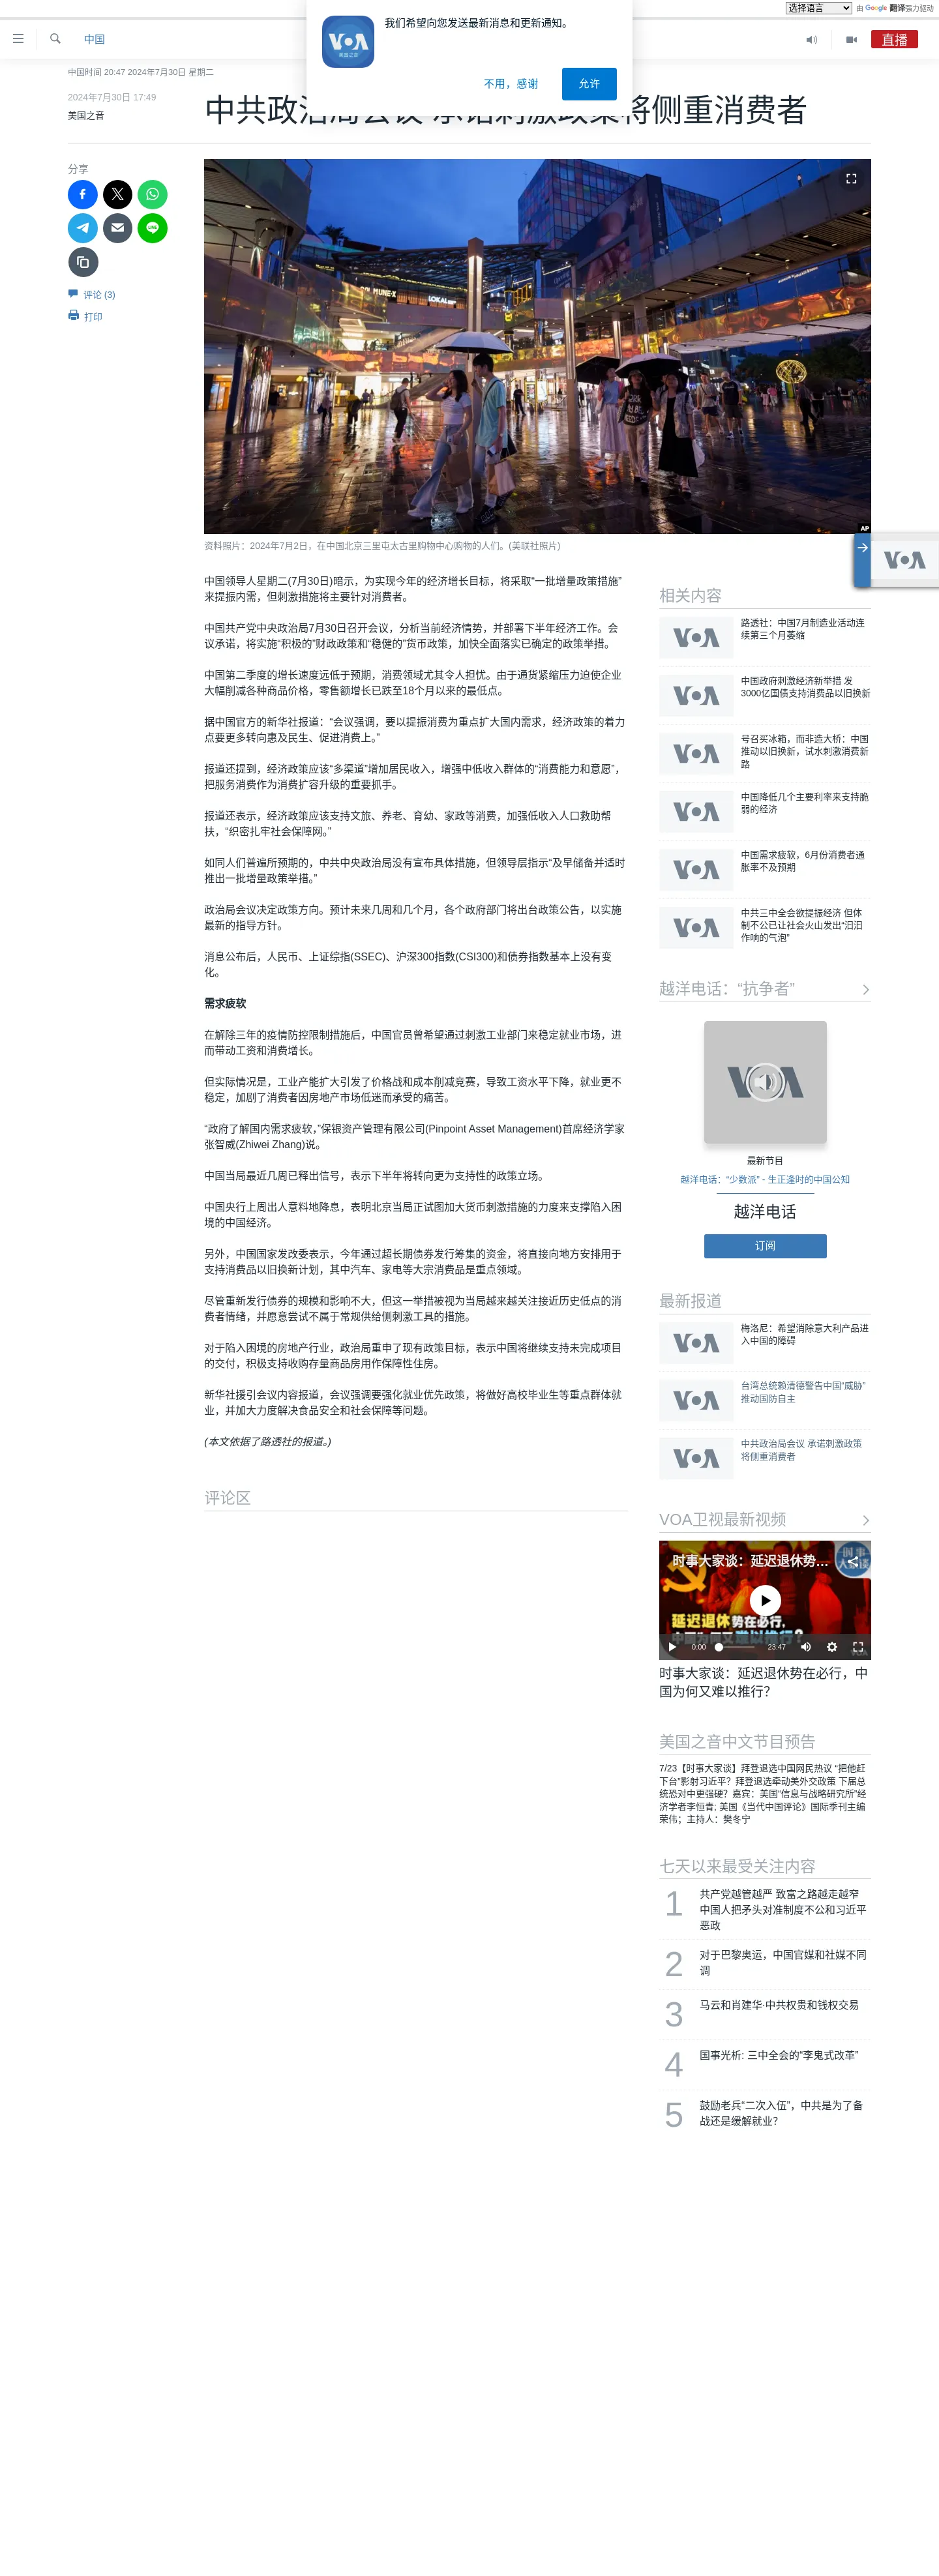 选择语言 由 Google 翻译强力驱动
我们希望向您发送最新消息和更新通知。
VOA
美国之音
不用，感谢
允许
中国
直播
中国时间 20:47 2024年7月30日 星期二
2024年7月30日 17:49
美国之音
中共政治局会议 承诺刺激政策将侧重消费者
分享
评论 (3)
打印
LOKAL
COMMUNE
AP
资料照片：2024年7月2日，在中国北京三里屯太古里购物中心购物的人们。(美联社照片)
VOA
中国领导人星期二(7月30日)暗示，为实现今年的经济增长目标，将采取“一批增量政策措施”
来提振内需，但刺激措施将主要针对消费者。
中国共产党中央政治局7月30日召开会议，分析当前经济情势，并部署下半年经济工作。会
议承诺，将实施“积极的”财政政策和“稳健的”货币政策，加快全面落实已确定的政策举措。
中国第二季度的增长速度远低于预期，消费领域尤其令人担忧。由于通货紧缩压力迫使企业
大幅削减各种商品价格，零售额增长已跌至18个月以来的最低点。
据中国官方的新华社报道：“会议强调，要以提振消费为重点扩大国内需求，经济政策的着力
点要更多转向惠及民生、促进消费上。”
报道还提到，经济政策应该“多渠道”增加居民收入，增强中低收入群体的“消费能力和意愿”，
把服务消费作为消费扩容升级的重要抓手。
报道还表示，经济政策应该支持文旅、养老、育幼、家政等消费，加强低收入人口救助帮
扶，“织密扎牢社会保障网。”
如同人们普遍所预期的，中共中央政治局没有宣布具体措施，但领导层指示“及早储备并适时
推出一批增量政策举措。”
政治局会议决定政策方向。预计未来几周和几个月，各个政府部门将出台政策公告，以实施
最新的指导方针。
消息公布后，人民币、上证综指(SSEC)、沪深300指数(CSI300)和债券指数基本上没有变
化。
需求疲软
在解除三年的疫情防控限制措施后，中国官员曾希望通过刺激工业部门来稳定就业市场，进
而带动工资和消费增长。
但实际情况是，工业产能扩大引发了价格战和成本削减竞赛，导致工资水平下降，就业更不
稳定，加剧了消费者因房地产市场低迷而承受的痛苦。
“政府了解国内需求疲软，”保银资产管理有限公司(Pinpoint Asset Management)首席经济学家
张智威(Zhiwei Zhang)说。
中国当局最近几周已释出信号，表示下半年将转向更为支持性的政策立场。
中国央行上周出人意料地降息，表明北京当局正试图加大货币刺激措施的力度来支撑陷入困
境的中国经济。
另外，中国国家发改委表示，今年通过超长期债券发行筹集的资金，将直接向地方安排用于
支持消费品以旧换新计划，其中汽车、家电等大宗消费品是重点领域。
尽管重新发行债券的规模和影响不大，但这一举措被视为当局越来越关注接近历史低点的消
费者情绪，并愿意尝试不属于常规供给侧刺激工具的措施。
对于陷入困境的房地产行业，政治局重申了现有政策目标，表示中国将继续支持未完成项目
的交付，积极支持收购存量商品房用作保障性住房。
新华社援引会议内容报道，会议强调要强化就业优先政策，将做好高校毕业生等重点群体就
业，并加大力度解决食品安全和社会保障等问题。
(本文依据了路透社的报道。)
评论区
相关内容
VOA
路透社：中国7月制造业活动连
续第三个月萎缩
VOA
中国政府刺激经济新举措 发
3000亿国债支持消费品以旧换新
VOA
号召买冰箱，而非造大桥：中国
推动以旧换新，试水刺激消费新
路
VOA
中国降低几个主要利率来支持脆
弱的经济
VOA
中国需求疲软，6月份消费者通
胀率不及预期
VOA
中共三中全会欲提振经济 但体
制不公已让社会火山发出“汩汩
作响的气泡”
越洋电话：“抗争者”
VOA
最新节目
越洋电话：“少数派” - 生正逢时的中国公知
越洋电话
订阅
最新报道
VOA
梅洛尼：希望消除意大利产品进
入中国的障碍
VOA
台湾总统赖清德警告中国“威胁”
推动国防自主
VOA
中共政治局会议 承诺刺激政策
将侧重消费者
VOA卫视最新视频
时事大家谈：延迟退休势…
延迟退休势在必行，
中国为何又难以推行？
0:00
23:47
时事大家谈：延迟退休势在必行，中
国为何又难以推行？
美国之音中文节目预告
7/23【时事大家谈】拜登退选中国网民热议 “把他赶
下台”影射习近平？拜登退选牵动美外交政策 下届总
统恐对中更强硬？嘉宾：美国“信息与战略研究所”经
济学者李恒青; 美国《当代中国评论》国际季刊主编
荣伟；主持人：樊冬宁
七天以来最受关注内容
1
共产党越管越严 致富之路越走越窄
中国人把矛头对准制度不公和习近平
恶政
2
对于巴黎奥运，中国官媒和社媒不同
调
3
马云和肖建华·中共权贵和钱权交易
4
国事光析: 三中全会的“李鬼式改革”
5
鼓励老兵“二次入伍”，中共是为了备
战还是缓解就业？